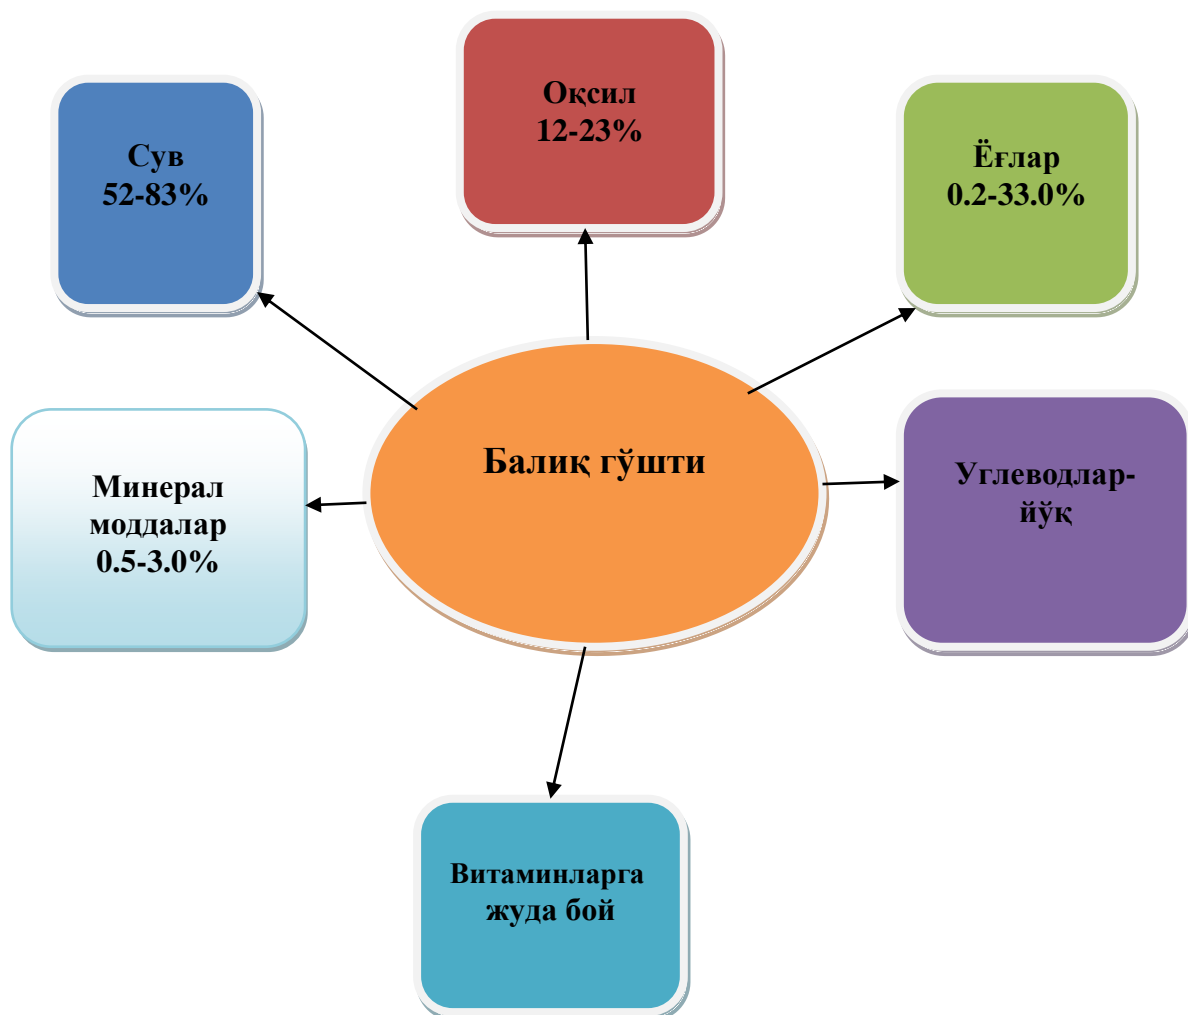 Оқсил
12-23%
Сув
52-83%
Ёғлар
0.2-33.0%
Балиқ гўшти
Минерал
моддалар
0.5-3.0%
Углеводлар-
йўқ
Витаминларга
жуда бой